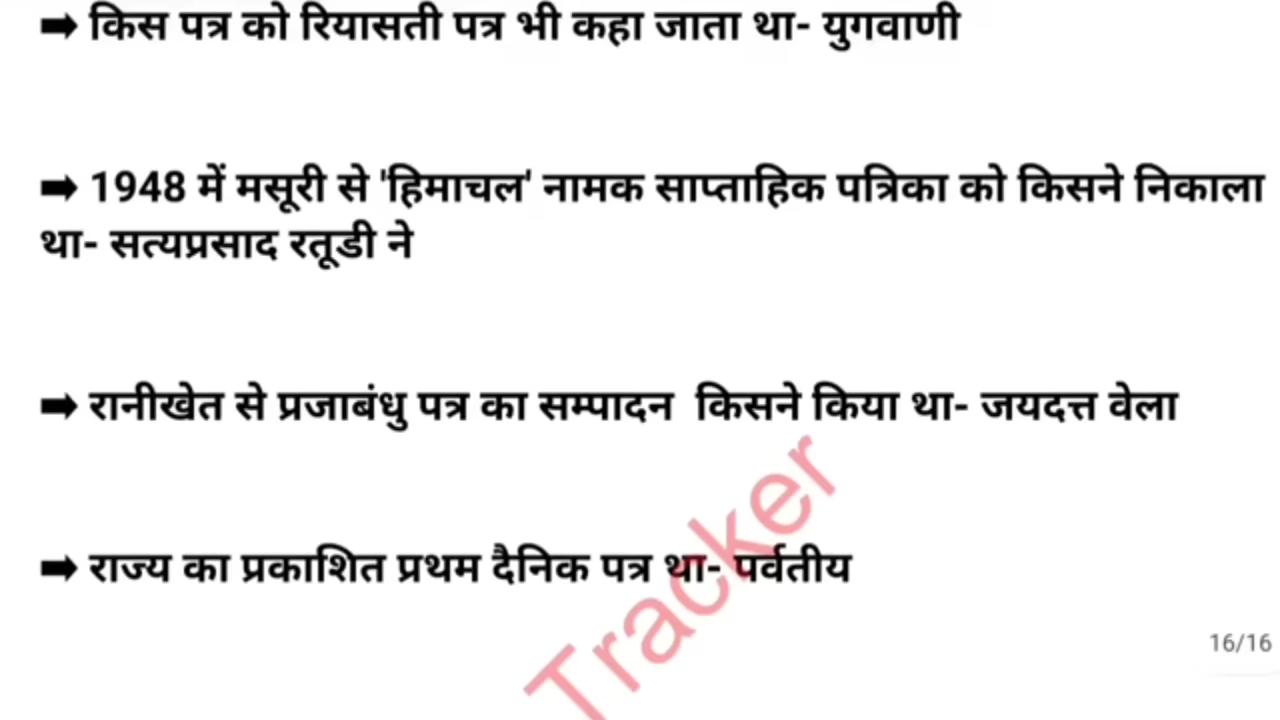 ➡ किस पत्र को रियासती पत्र भी कहा जाता था- युगवाणी
➡ 1948 में मसूरी से 'हिमाचल' नामक साप्ताहिक पत्रिका को किसने निकाला
था- सत्यप्रसाद रतूडी ने
➡ रानीखेत से प्रजाबंधु पत्र का सम्पादन किसने किया था- जयदत्त वेला
➡ राज्य का प्रकाशित प्रथम दैनिक पत्र था- पर्वतीय
Tracker
16/16